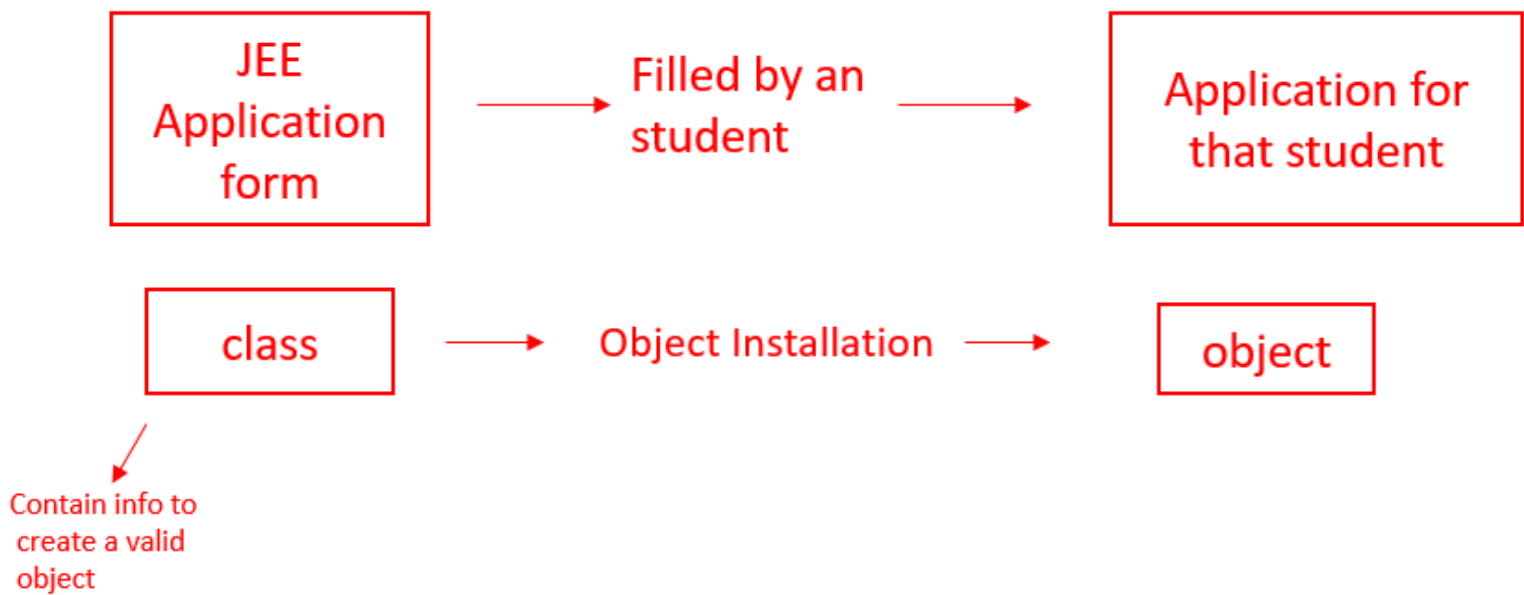 JEE
Application
form
Filled by an
student
Application for
that student
class
Object Installation
object
Contain info to
create a valid
object